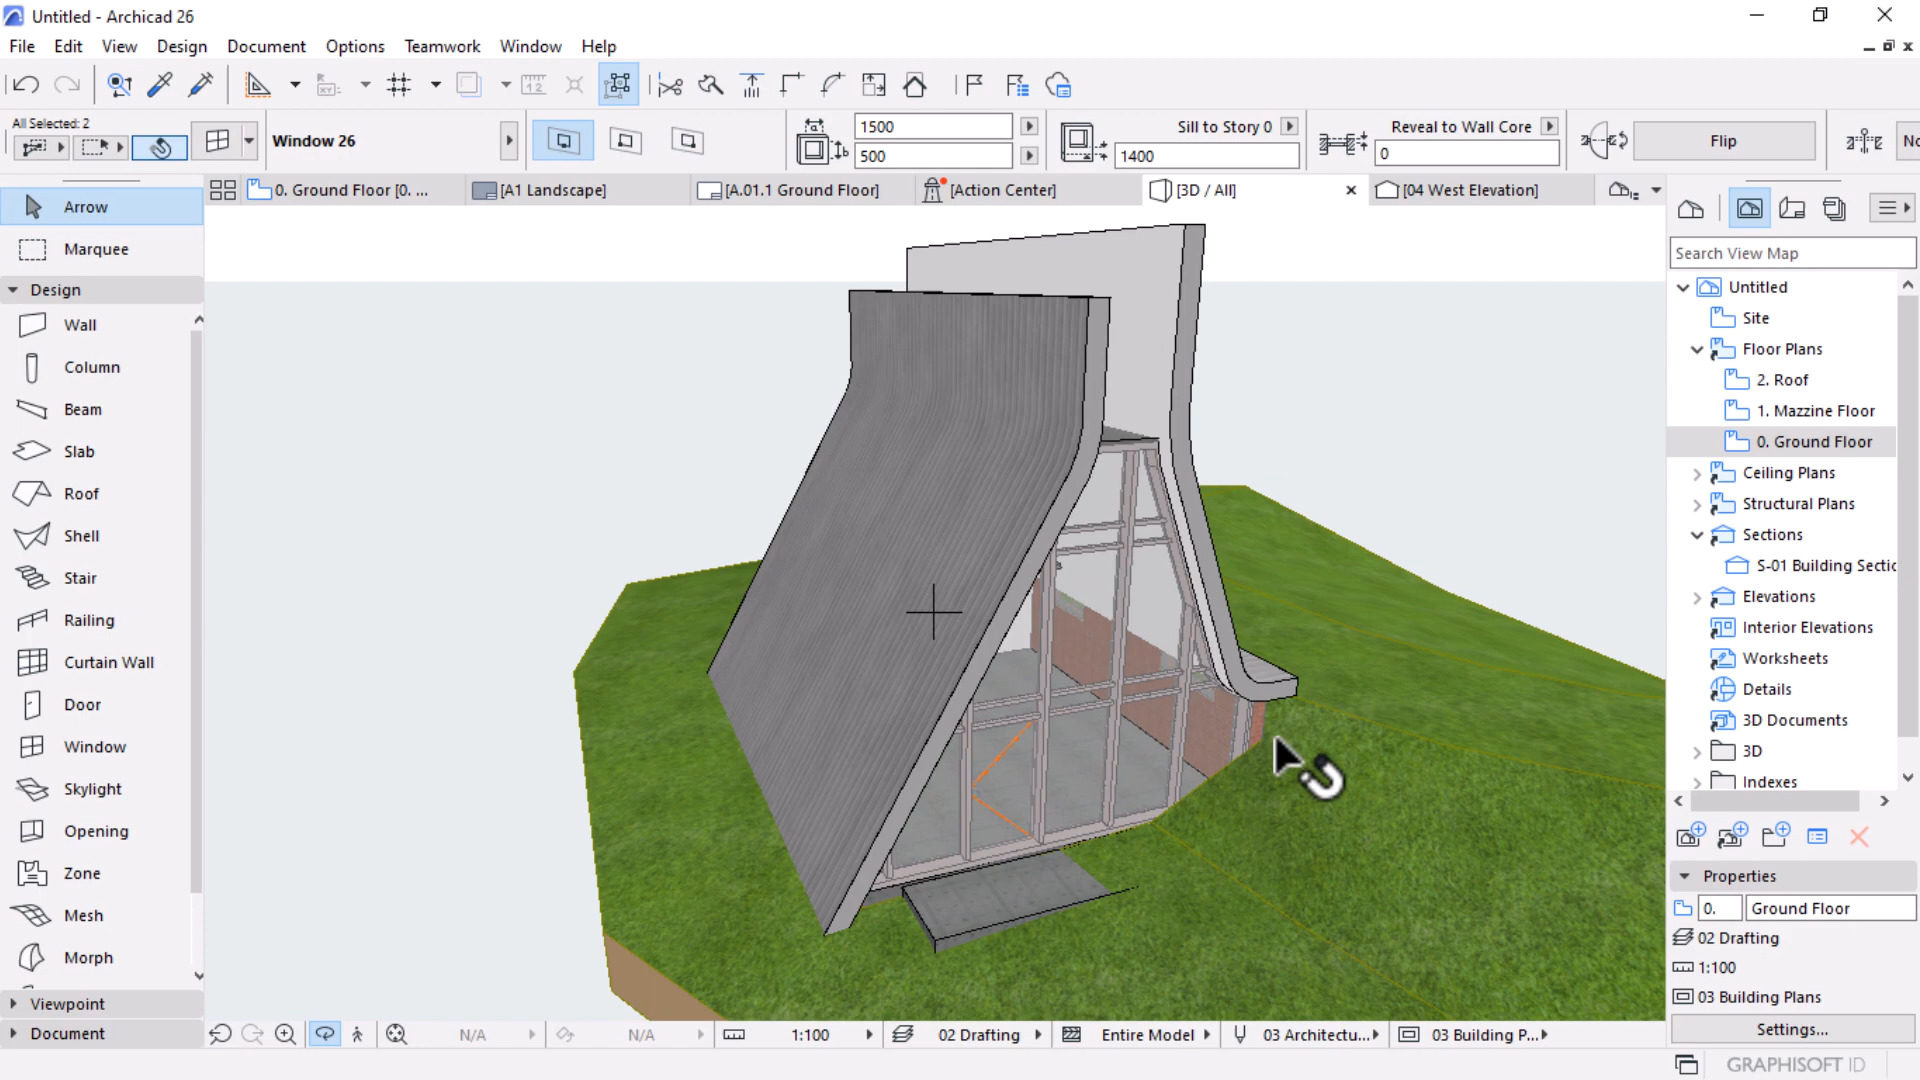 Untitled - Archicad 26
File Edit View Design Document Options Teamwork Window Help
All Selected: 2
Window 26
1500
500
Sill to Story 0
1400
Reveal to Wall Core
0
Flip
No
Arrow
Marquee
Design
Wall
Column
Beam
Slab
Roof
Shell
Stair
Railing
Curtain Wall
Door
Window
Skylight
Opening
Zone
Mesh
Morph
Viewpoint
Document
0. Ground Floor [0. ...
[A1 Landscape]
[A.01.1 Ground Floor]
[Action Center]
[3D / All]
[04 West Elevation]
Search View Map
Untitled
Site
Floor Plans
2. Roof
1. Mazzine Floor
0. Ground Floor
Ceiling Plans
Structural Plans
Sections
S-01 Building Sectic
Elevations
Interior Elevations
Worksheets
Details
3D Documents
3D
Indexes
Properties
0. Ground Floor
02 Drafting
1:100
03 Building Plans
Settings...
N/A
N/A
1:100
02 Drafting
Entire Model
03 Architectu...
03 Building P...
GRAPHISOFT ID